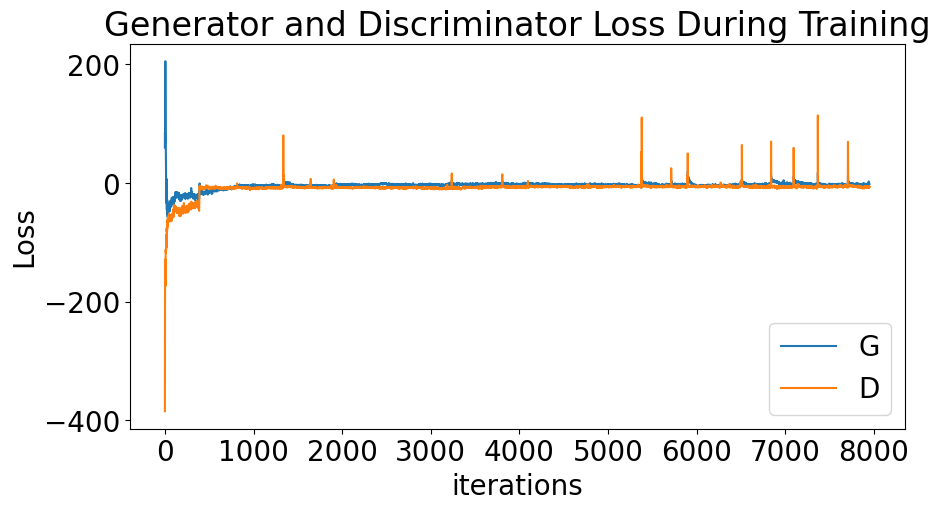 Generator and Discriminator Loss During Training
200
0
−200
−400
Loss
0 1000 2000 3000 4000 5000 6000 7000 8000
iterations
G
D